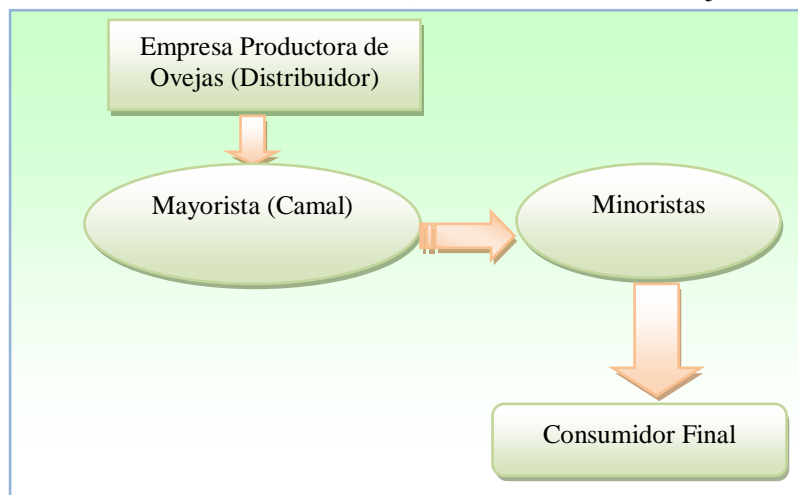 Empresa Productora de
Ovejas (Distribuidor)
Mayorista (Camal)
Minoristas
Consumidor Final